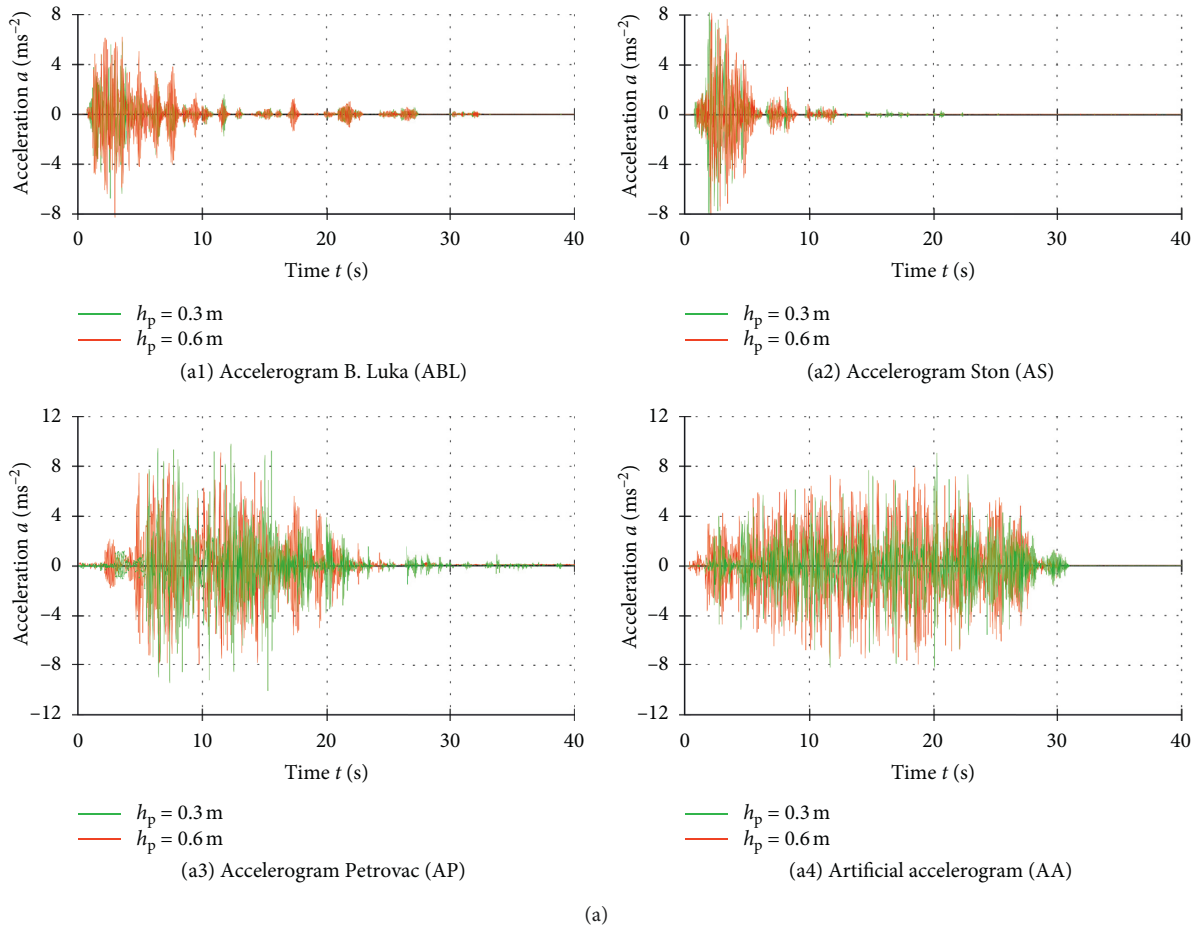 8
4
0
−4
−8
Acceleration a (ms⁻²)
0 10 20 30 40
Time t (s)
hₚ = 0.3 m
hₚ = 0.6 m
(a1) Accelerogram B. Luka (ABL)
8
4
0
−4
−8
Acceleration a (ms⁻²)
0 10 20 30 40
Time t (s)
hₚ = 0.3 m
hₚ = 0.6 m
(a2) Accelerogram Ston (AS)
12
8
4
0
−4
−8
−12
Acceleration a (ms⁻²)
0 10 20 30 40
Time t (s)
hₚ = 0.3 m
hₚ = 0.6 m
(a3) Accelerogram Petrovac (AP)
12
8
4
0
−4
−8
−12
Acceleration a (ms⁻²)
0 10 20 30 40
Time t (s)
hₚ = 0.3 m
hₚ = 0.6 m
(a4) Artificial accelerogram (AA)
(a)